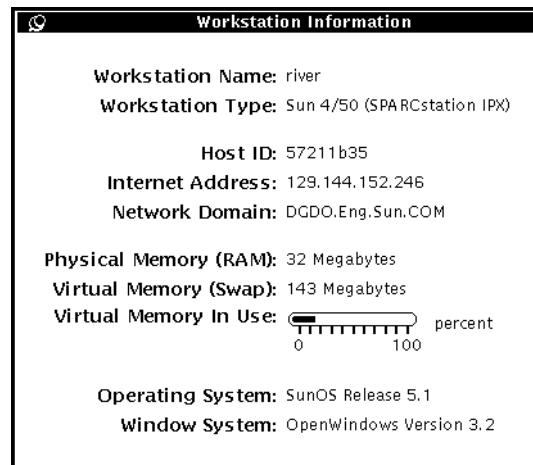 Workstation Information
Workstation Name: river
Workstation Type: Sun 4/50 (SPARCstation IPX)
Host ID: 57211b35
Internet Address: 129.144.152.246
Network Domain: DGDO.Eng.Sun.COM
Physical Memory (RAM): 32 Megabytes
Virtual Memory (Swap): 143 Megabytes
Virtual Memory In Use: percent
0 100
Operating System: SunOS Release 5.1
Window System: OpenWindows Version 3.2